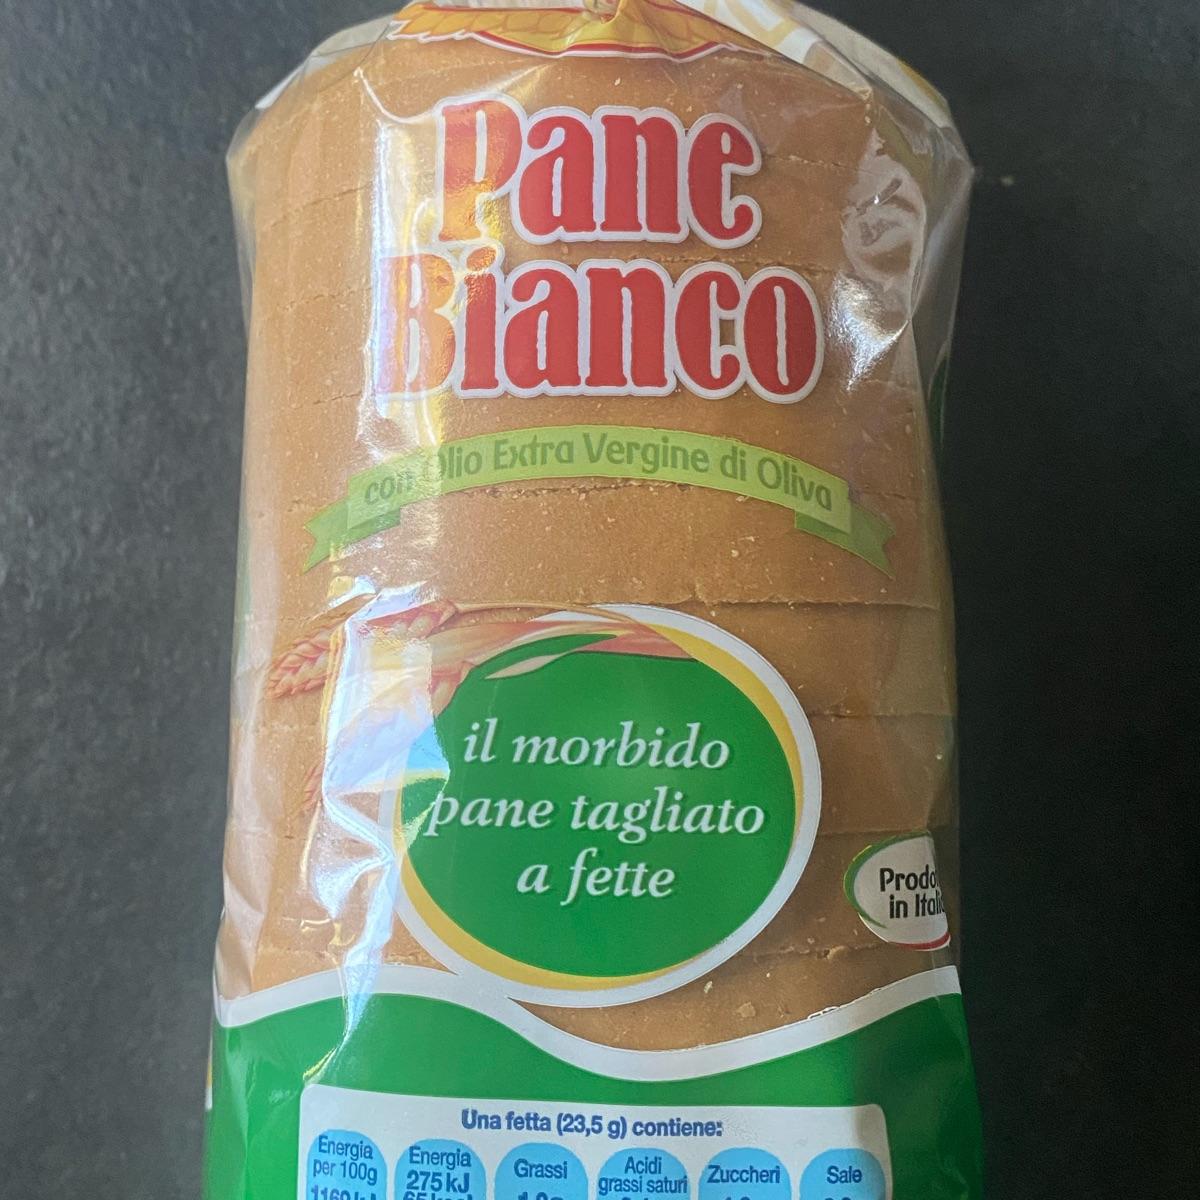 Pane
Bianco
con Olio Extra Vergine di Oliva
il morbido
pane tagliato
a fette
in
Una fetta (23,5 g) contiene:
Energia
per 100g
Energia
275 kJ
Grassi
Acidi
grassi saturi
Zuccheri
Sale